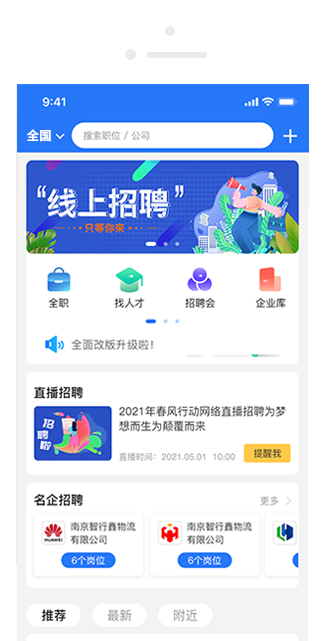 9:41
全国
搜索职位 / 公司
“线上招聘”
·只等你来·
全职
找人才
招聘会
企业库
全面改版升级啦!
直播招聘
招聘啦
2021年春风行动网络直播招聘为梦
想而生为颠覆而来
直播时间：2021.05.01 10:00
提醒我
名企招聘
更多
HUAWEI
南京智行鑫物流
有限公司
6个岗位
南京智行鑫物流
有限公司
6个岗位
推荐
最新
附近